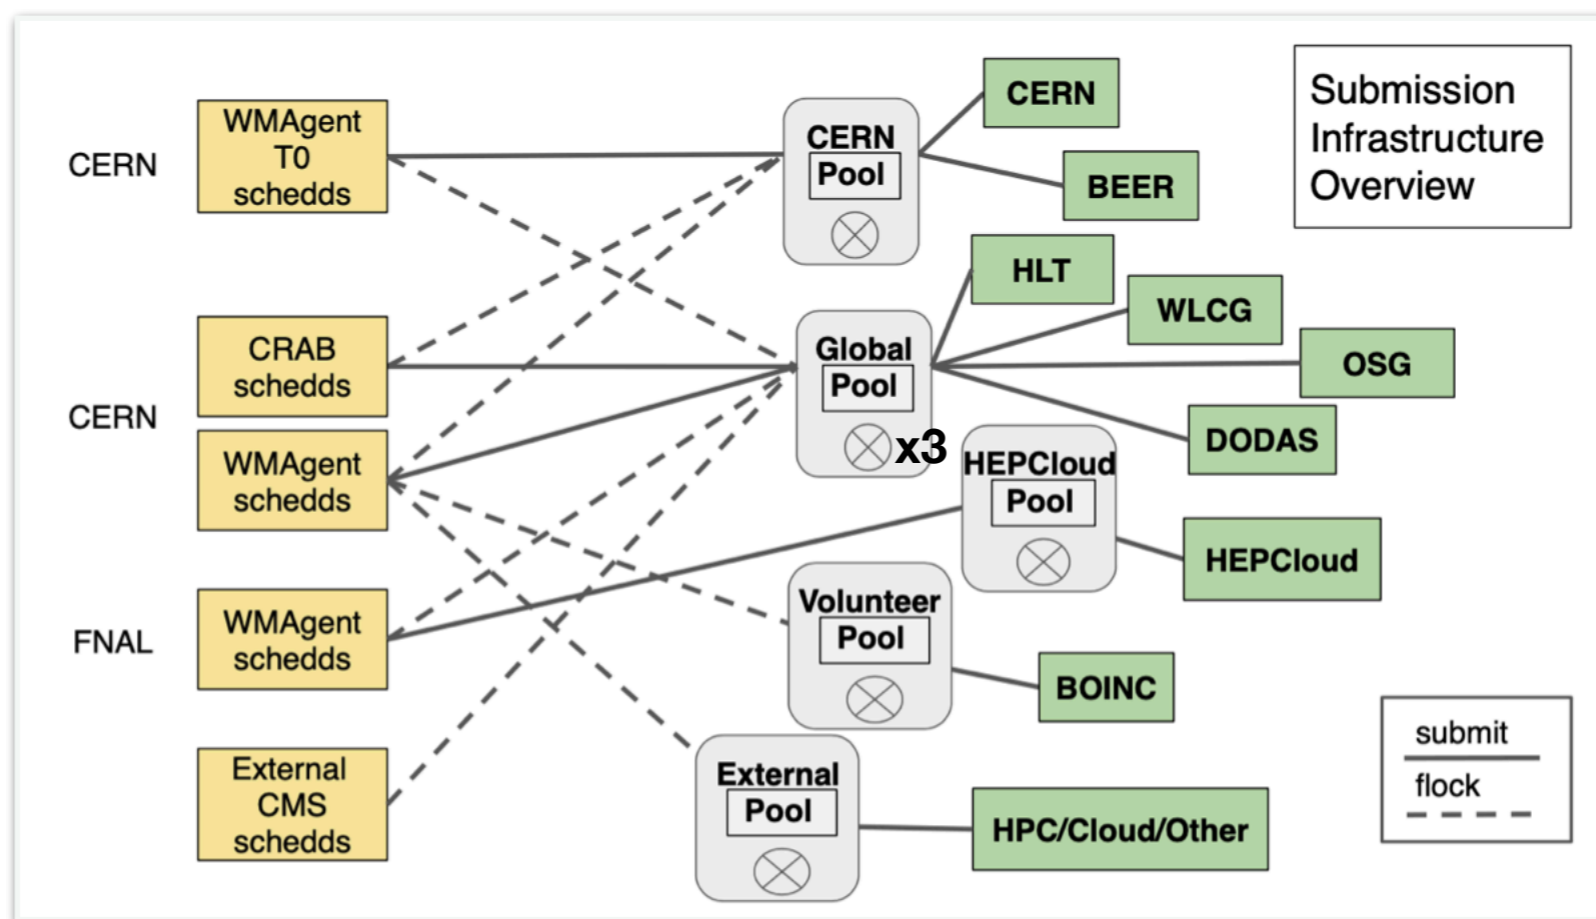 CERN
WMAgent
T0
schedds
CERN
Pool
CERN
BEER
Submission
Infrastructure
Overview
CERN
CRAB
schedds
WMAgent
schedds
Global
Pool
x3
HLT
WLCG
OSG
DODAS
HEPCloud
Pool
HEPCloud
FNAL
WMAgent
schedds
Volunteer
Pool
BOINC
External
CMS
schedds
External
Pool
HPC/Cloud/Other
submit
flock